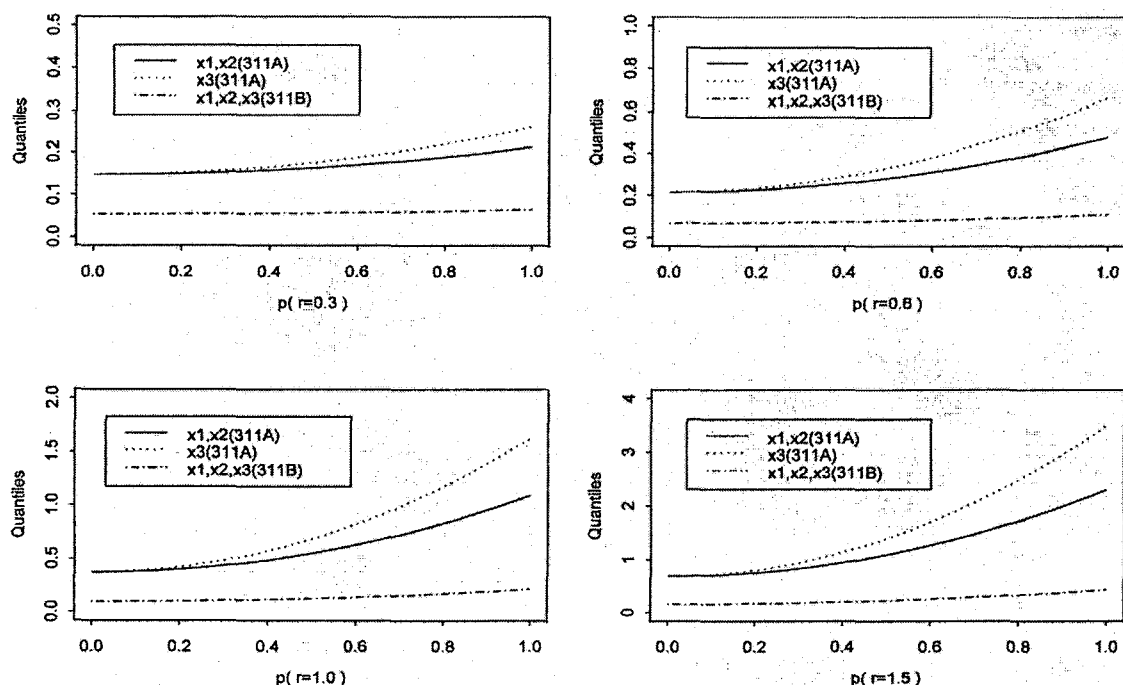 Quantiles
0.0 0.1 0.2 0.3 0.4 0.5
x1,x2(311A)
x3(311A)
x1,x2,x3(311B)
0.0 0.2 0.4 0.6 0.8 1.0
p( r=0.3 )
Quantiles
0.0 0.2 0.4 0.6 0.8 1.0
x1,x2(311A)
x3(311A)
x1,x2,x3(311B)
0.0 0.2 0.4 0.6 0.8 1.0
p( r=0.6 )
Quantiles
0.0 0.5 1.0 1.5 2.0
x1,x2(311A)
x3(311A)
x1,x2,x3(311B)
0.0 0.2 0.4 0.6 0.8 1.0
p( r=1.0 )
Quantiles
0 1 2 3 4
x1,x2(311A)
x3(311A)
x1,x2,x3(311B)
0.0 0.2 0.4 0.6 0.8 1.0
p( r=1.5 )